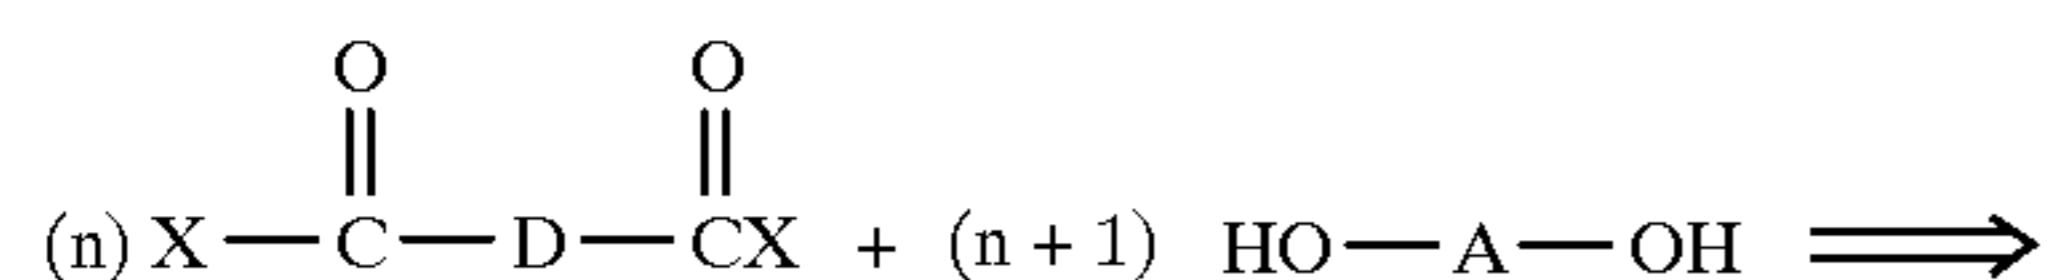 O O
(n) X — C — D — CX + (n + 1) HO — A — OH ⟹